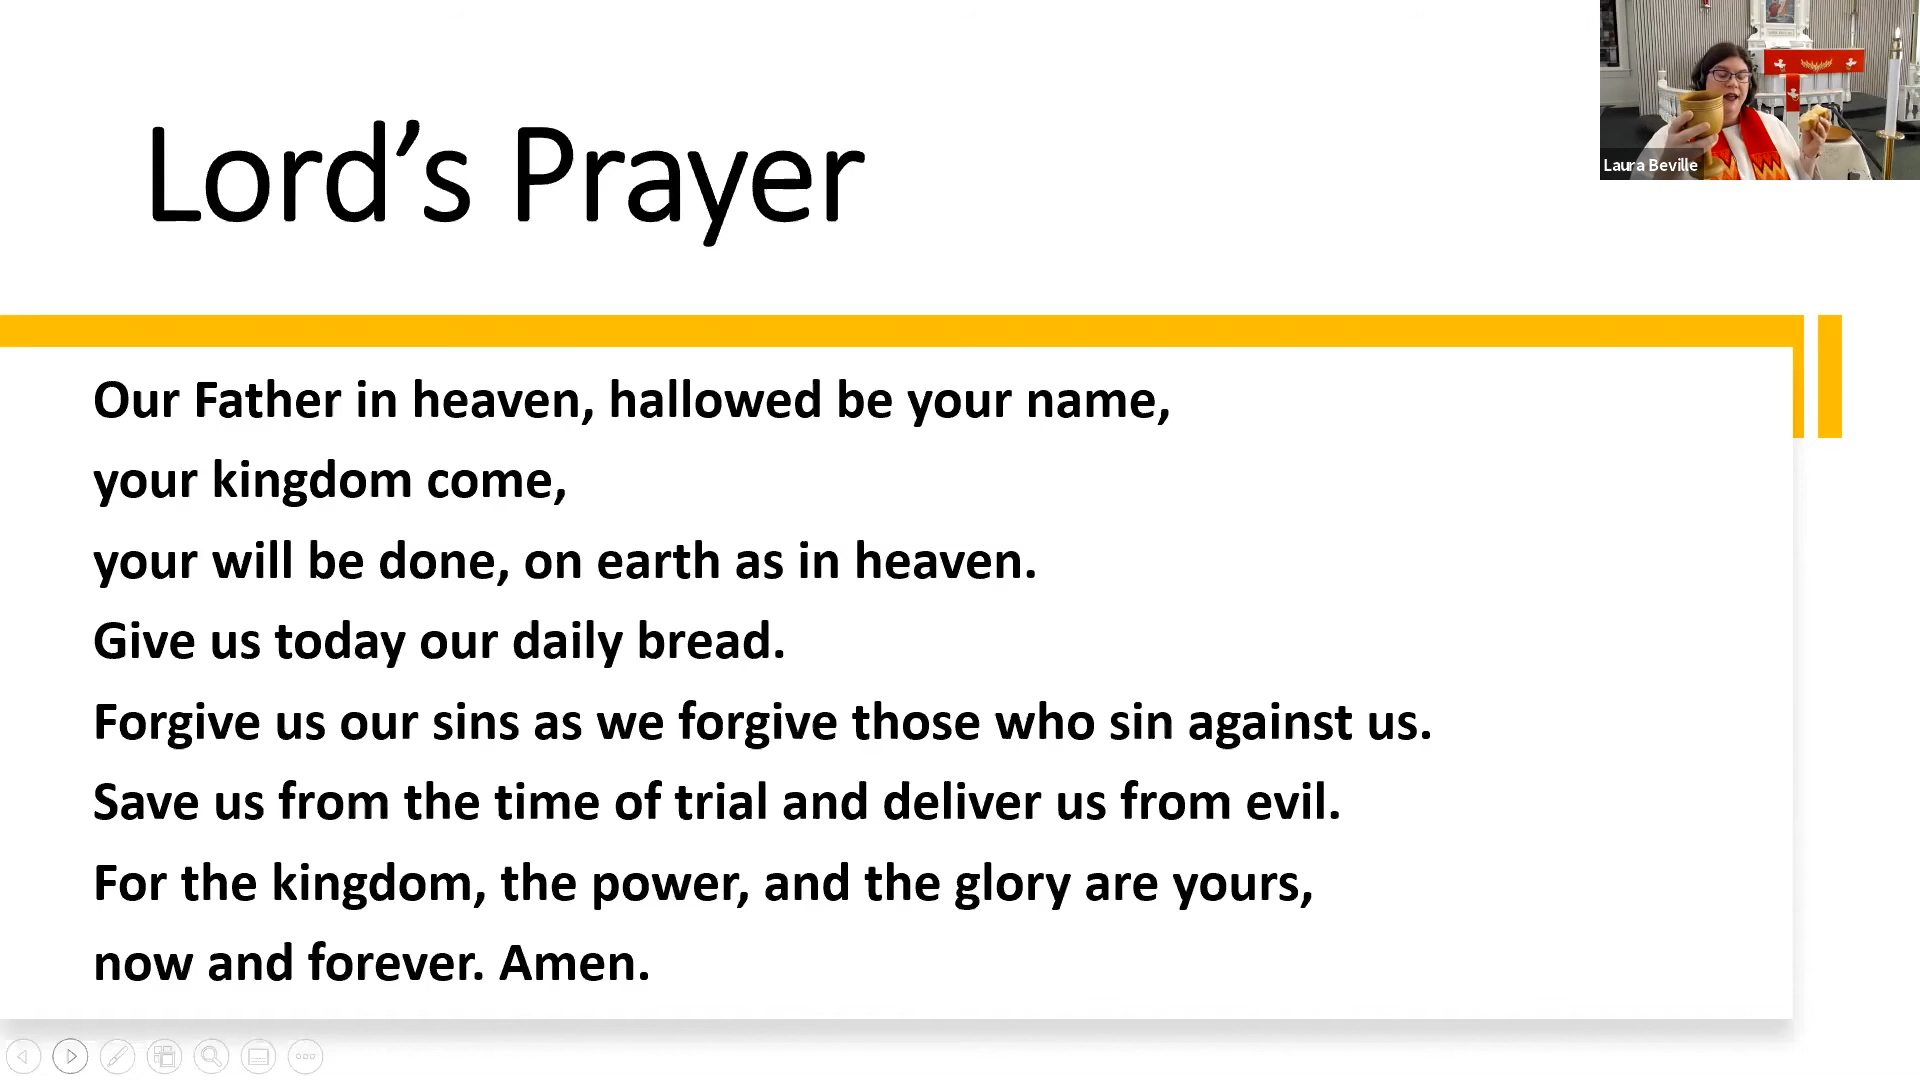 Lord’s Prayer
Laura Beville
Our Father in heaven, hallowed be your name,
your kingdom come,
your will be done, on earth as in heaven.
Give us today our daily bread.
Forgive us our sins as we forgive those who sin against us.
Save us from the time of trial and deliver us from evil.
For the kingdom, the power, and the glory are yours,
now and forever. Amen.